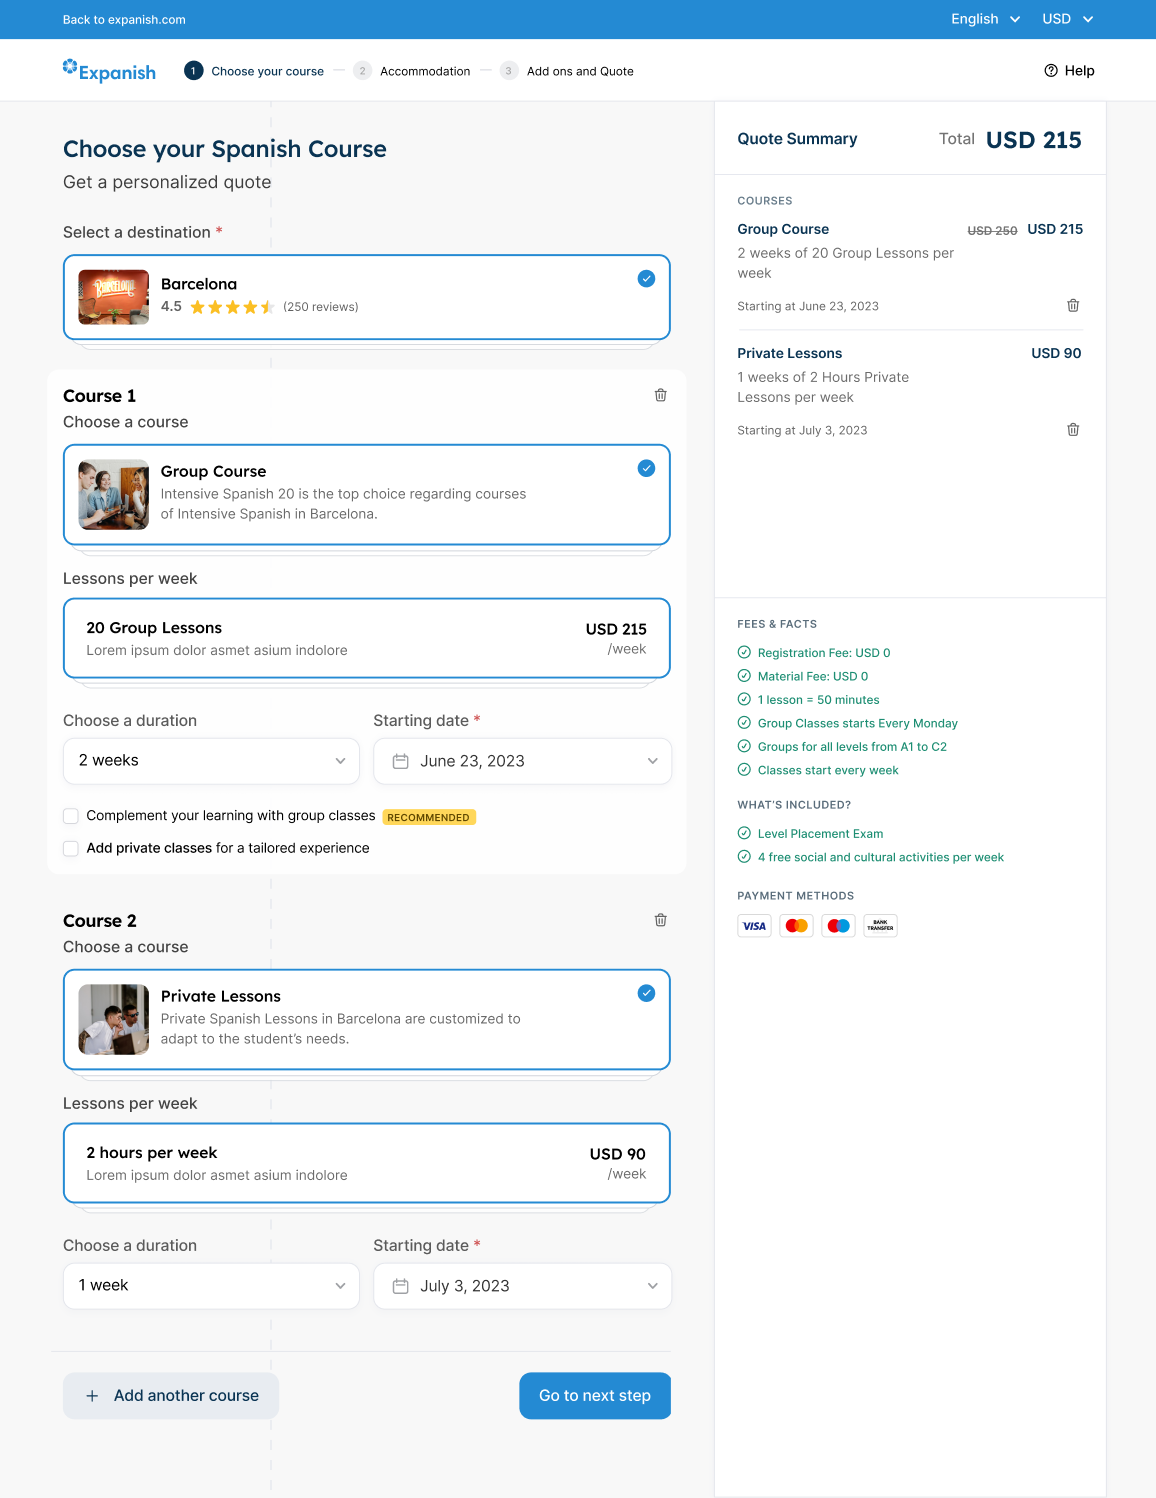 Back to expanish.com
English
USD
Expanish
1 Choose your course
2 Accommodation
3 Add ons and Quote
Help
Choose your Spanish Course
Get a personalized quote
Select a destination *
Barcelona
Barcelona
4.5
(250 reviews)
Course 1
Choose a course
Group Course
Intensive Spanish 20 is the top choice regarding courses
of Intensive Spanish in Barcelona.
Lessons per week
20 Group Lessons
Lorem ipsum dolor asmet asium indolore
USD 215
/week
Choose a duration
2 weeks
Starting date *
June 23, 2023
Complement your learning with group classes RECOMMENDED
Add private classes for a tailored experience
Course 2
Choose a course
Private Lessons
Private Spanish Lessons in Barcelona are customized to
adapt to the student's needs.
Lessons per week
2 hours per week
Lorem ipsum dolor asmet asium indolore
USD 90
/week
Choose a duration
1 week
Starting date *
July 3, 2023
Add another course
Go to next step
Quote Summary
Total USD 215
COURSES
Group Course
USD 250 USD 215
2 weeks of 20 Group Lessons per
week
Starting at June 23, 2023
Private Lessons
USD 90
1 weeks of 2 Hours Private
Lessons per week
Starting at July 3, 2023
FEES & FACTS
Registration Fee: USD 0
Material Fee: USD 0
1 lesson = 50 minutes
Group Classes starts Every Monday
Groups for all levels from A1 to C2
Classes start every week
WHAT'S INCLUDED?
Level Placement Exam
4 free social and cultural activities per week
PAYMENT METHODS
VISA
BANK
TRANSFER